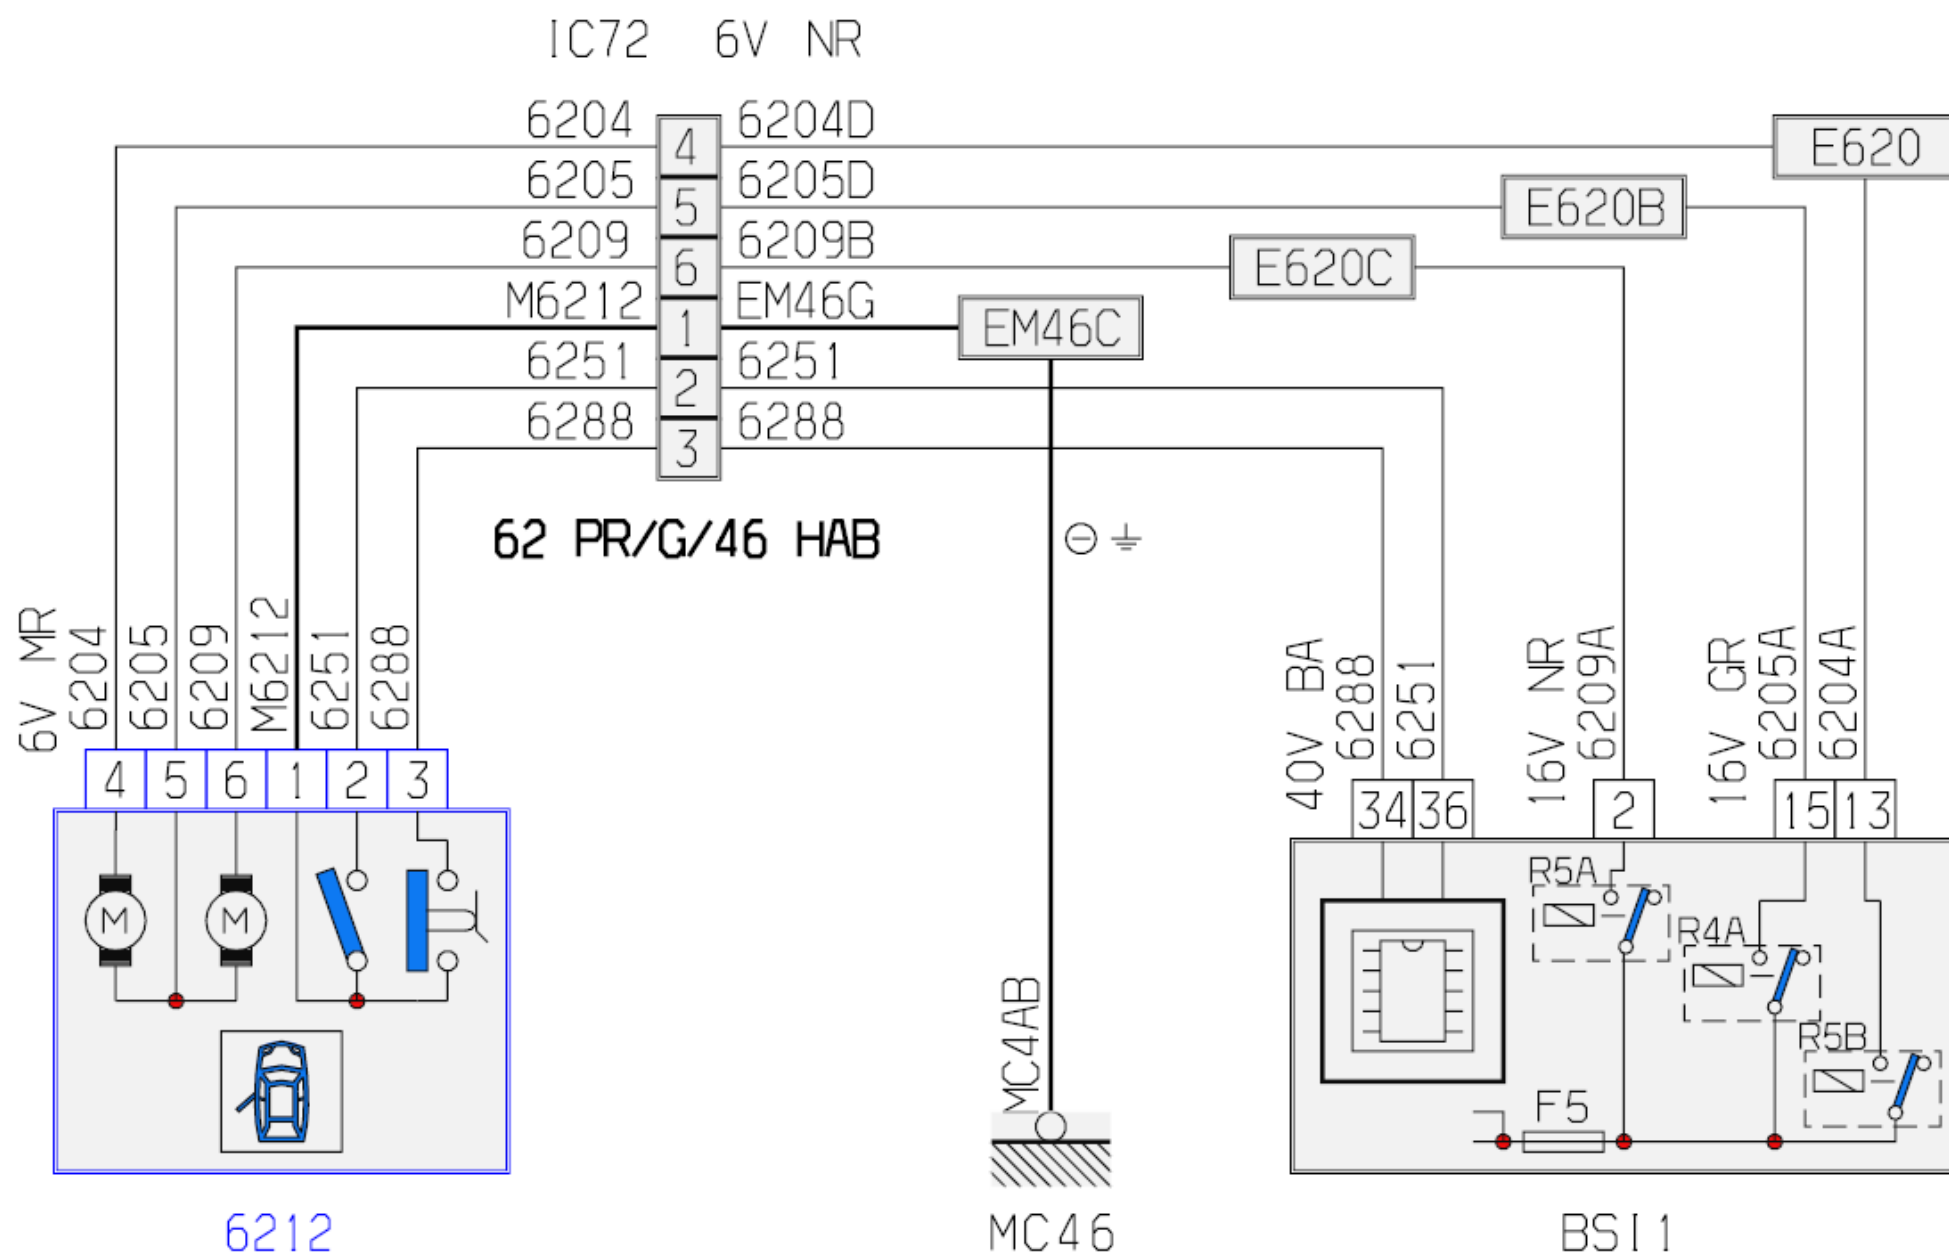 IC72 6V NR
6204 4 6204D E620
6205 5 6205D E620B
6209 6 6209B E620C
M6212 1 EM46G EM46C
6251 2 6251
6288 3 6288
62 PR/G/46 HAB
6V MR 6204 6205 6209 M6212 6251 6288
40V BA 6288 6251 16V NR 6209A 16V GR 6205A 6204A
4 5 6 1 2 3
34 36 2 15 13
M M
R5A
R4A
R5B
F5
MC4AB
6212 MC46 BSI1